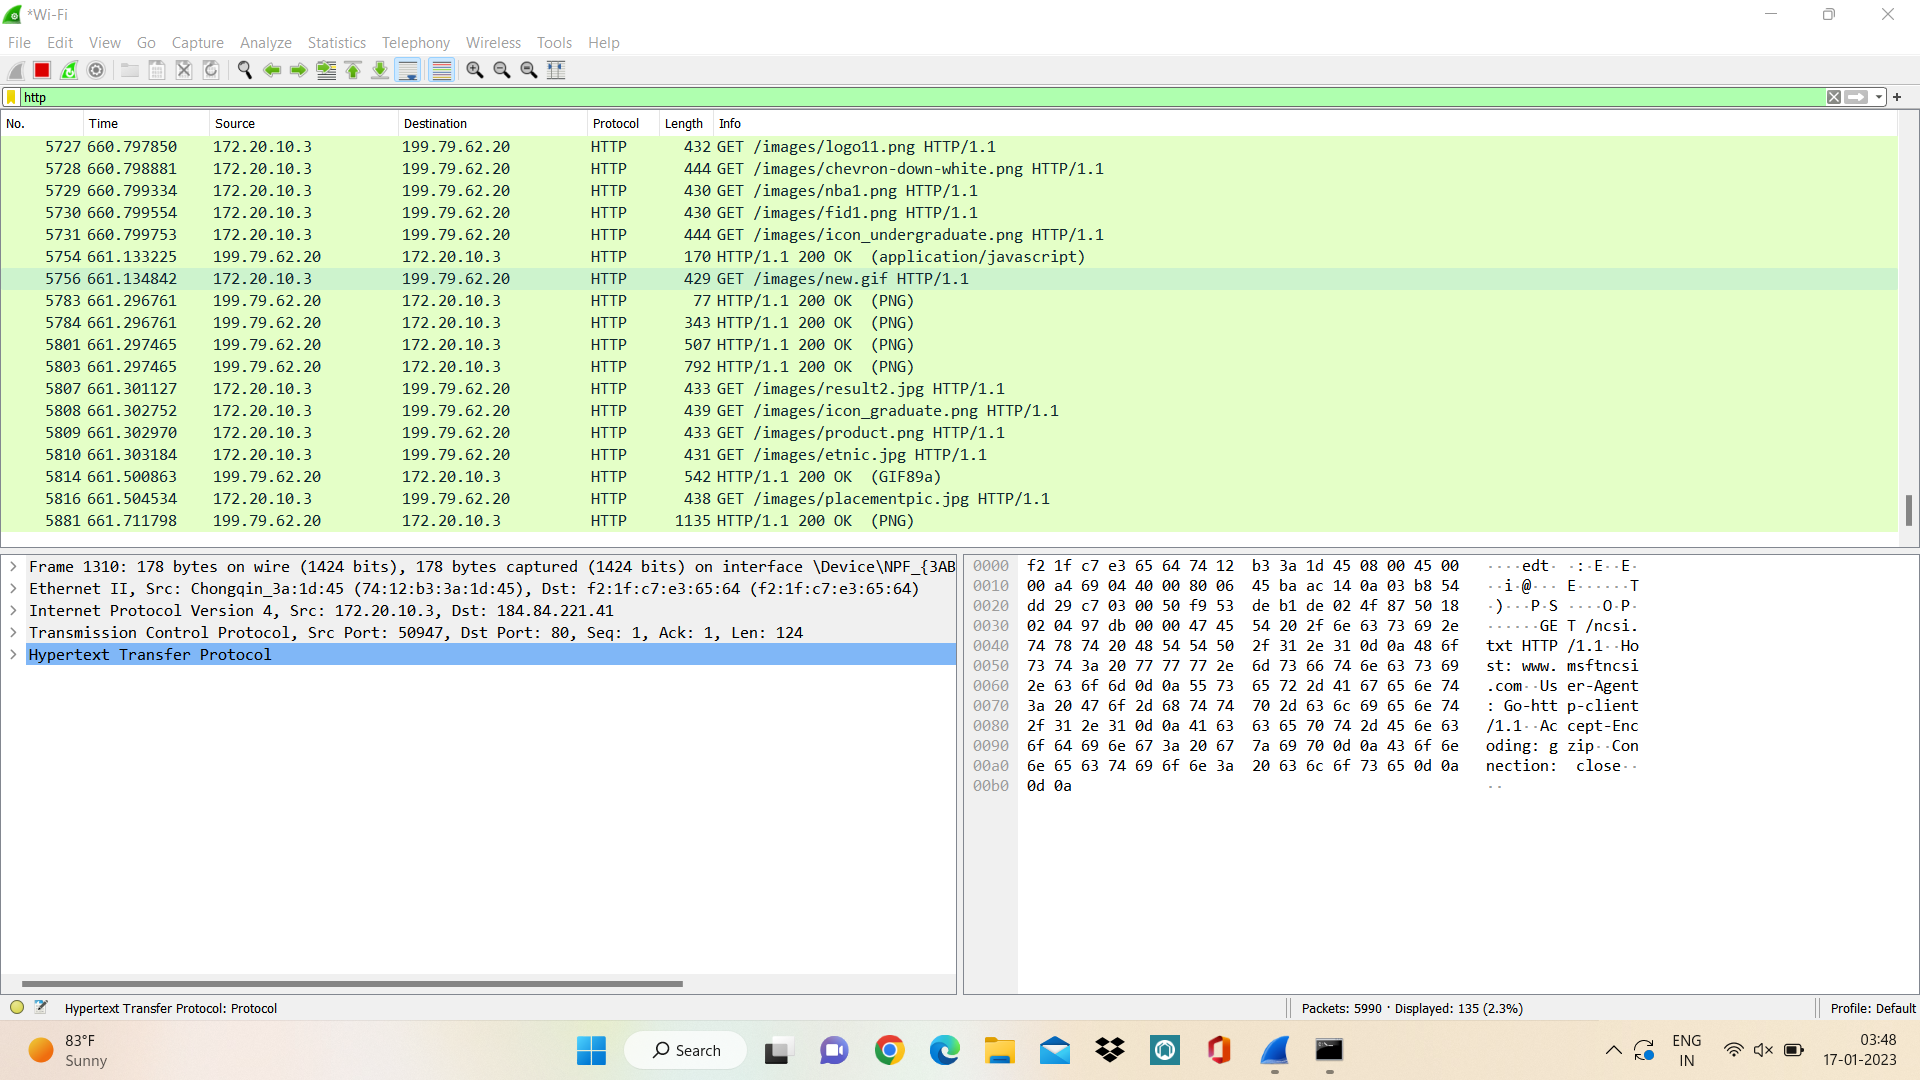 *Wi-Fi
File Edit View Go Capture Analyze Statistics Telephony Wireless Tools Help
http
No. Time Source Destination Protocol Length Info
5727 660.797850 172.20.10.3 199.79.62.20 HTTP 432 GET /images/logo11.png HTTP/1.1
5728 660.798881 172.20.10.3 199.79.62.20 HTTP 444 GET /images/chevron-down-white.png HTTP/1.1
5729 660.799334 172.20.10.3 199.79.62.20 HTTP 430 GET /images/nba1.png HTTP/1.1
5730 660.799554 172.20.10.3 199.79.62.20 HTTP 430 GET /images/fid1.png HTTP/1.1
5731 660.799753 172.20.10.3 199.79.62.20 HTTP 444 GET /images/icon_undergraduate.png HTTP/1.1
5754 661.133225 199.79.62.20 172.20.10.3 HTTP 170 HTTP/1.1 200 OK (application/javascript)
5756 661.134842 172.20.10.3 199.79.62.20 HTTP 429 GET /images/new.gif HTTP/1.1
5783 661.296761 199.79.62.20 172.20.10.3 HTTP 77 HTTP/1.1 200 OK (PNG)
5784 661.296761 199.79.62.20 172.20.10.3 HTTP 343 HTTP/1.1 200 OK (PNG)
5801 661.297465 199.79.62.20 172.20.10.3 HTTP 507 HTTP/1.1 200 OK (PNG)
5803 661.297465 199.79.62.20 172.20.10.3 HTTP 792 HTTP/1.1 200 OK (PNG)
5807 661.301127 172.20.10.3 199.79.62.20 HTTP 433 GET /images/result2.jpg HTTP/1.1
5808 661.302752 172.20.10.3 199.79.62.20 HTTP 439 GET /images/icon_graduate.png HTTP/1.1
5809 661.302970 172.20.10.3 199.79.62.20 HTTP 433 GET /images/product.png HTTP/1.1
5810 661.303184 172.20.10.3 199.79.62.20 HTTP 431 GET /images/etnic.jpg HTTP/1.1
5814 661.500863 199.79.62.20 172.20.10.3 HTTP 542 HTTP/1.1 200 OK (GIF89a)
5816 661.504534 172.20.10.3 199.79.62.20 HTTP 438 GET /images/placementpic.jpg HTTP/1.1
5881 661.711798 199.79.62.20 172.20.10.3 HTTP 1135 HTTP/1.1 200 OK (PNG)
Frame 1310: 178 bytes on wire (1424 bits), 178 bytes captured (1424 bits) on interface \Device\NPF_{3AB
Ethernet II, Src: Chongqin_3a:1d:45 (74:12:b3:3a:1d:45), Dst: f2:1f:c7:e3:65:64 (f2:1f:c7:e3:65:64)
Internet Protocol Version 4, Src: 172.20.10.3, Dst: 184.84.221.41
Transmission Control Protocol, Src Port: 50947, Dst Port: 80, Seq: 1, Ack: 1, Len: 124
Hypertext Transfer Protocol
0000 f2 1f c7 e3 65 64 74 12 b3 3a 1d 45 08 00 45 00 ····edt· ·:·E··E·
0010 00 a4 69 04 40 00 80 06 45 ba ac 14 0a 03 b8 54 ··i·@··· E······T
0020 dd 29 c7 03 00 50 f9 53 de b1 de 02 4f 87 50 18 ·)···P·S ····O·P·
0030 02 04 97 db 00 00 47 45 54 20 2f 6e 63 73 69 2e ······GE T /ncsi.
0040 74 78 74 20 48 54 54 50 2f 31 2e 31 0d 0a 48 6f txt HTTP /1.1··Ho
0050 73 74 3a 20 77 77 77 2e 6d 73 66 74 6e 63 73 69 st: www. msftncsi
0060 2e 63 6f 6d 0d 0a 55 73 65 72 2d 41 67 65 6e 74 .com··Us er-Agent
0070 3a 20 47 6f 2d 68 74 74 70 2d 63 6c 69 65 6e 74 : Go-htt p-client
0080 2f 31 2e 31 0d 0a 41 63 63 65 70 74 2d 45 6e 63 /1.1··Ac cept-Enc
0090 6f 64 69 6e 67 3a 20 67 7a 69 70 0d 0a 43 6f 6e oding: g zip··Con
00a0 6e 65 63 74 69 6f 6e 3a 20 63 6c 6f 73 65 0d 0a nection: close··
00b0 0d 0a ··
Hypertext Transfer Protocol: Protocol
Packets: 5990 · Displayed: 135 (2.3%)
Profile: Default
83°F
Sunny
Search
ENG
IN
03:48
17-01-2023